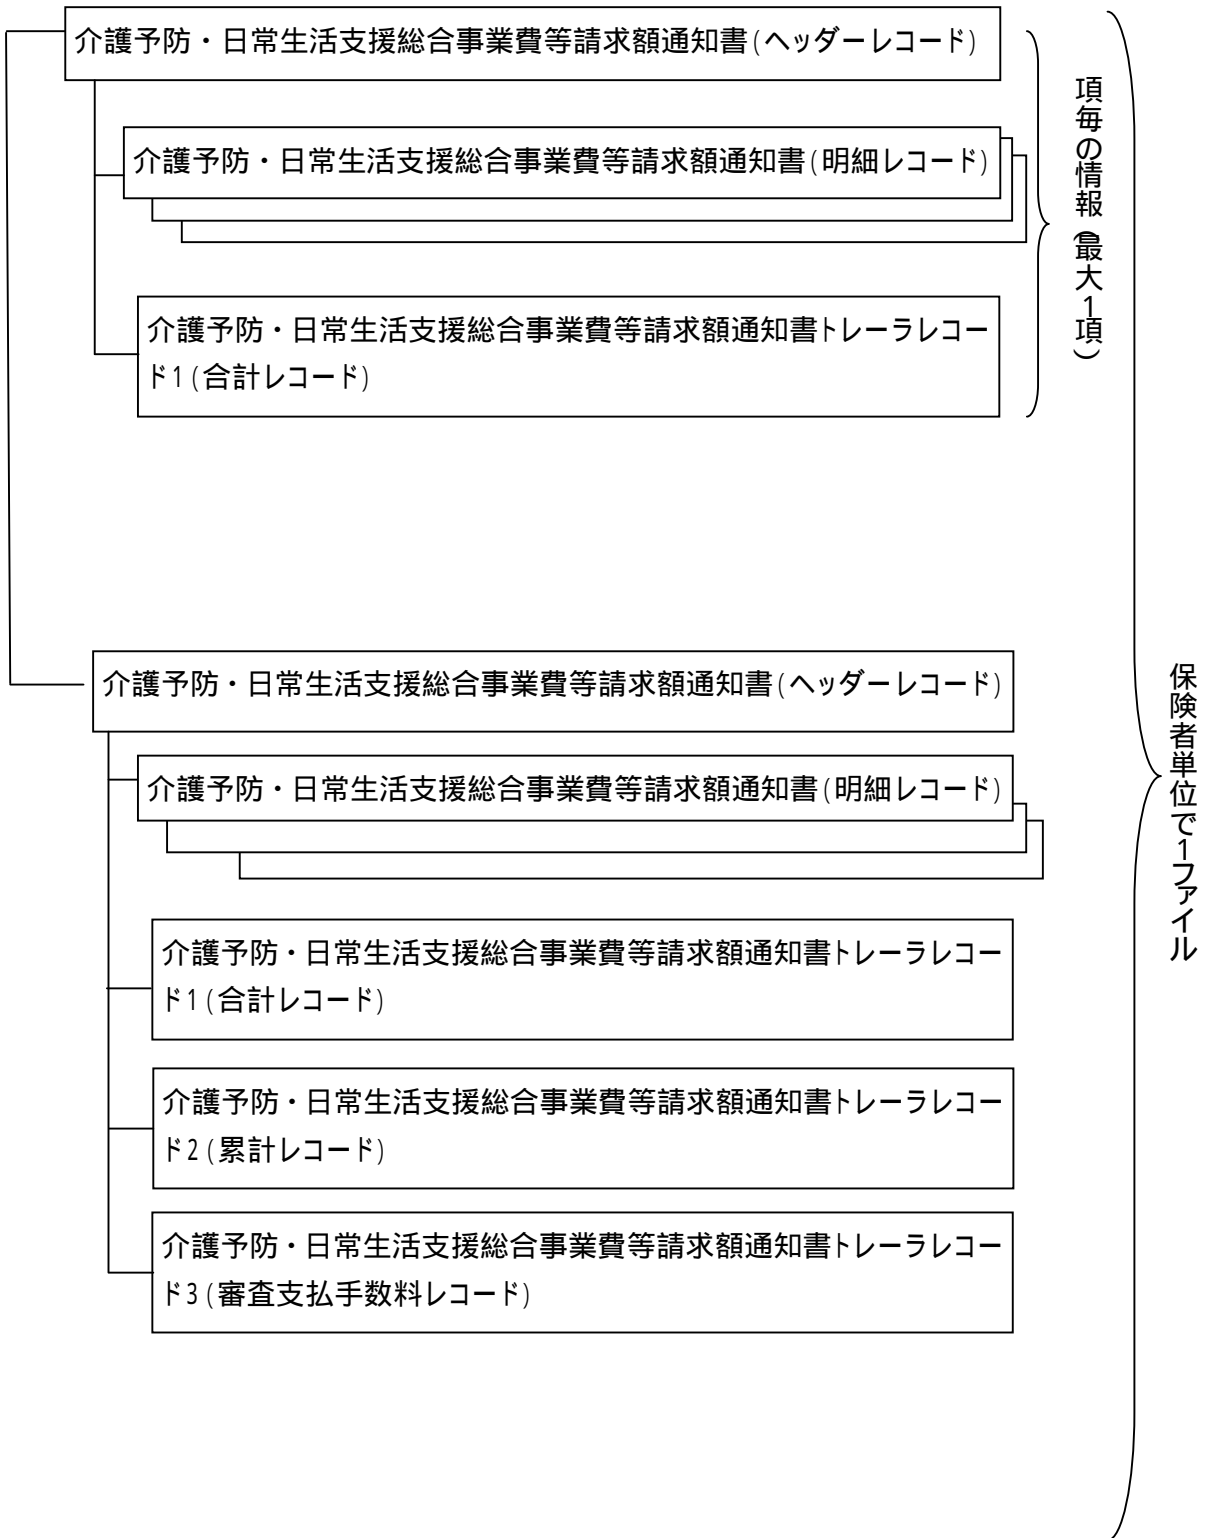 介護予防・日常生活支援総合事業費等請求額通知書(ヘッダーレコード)
介護予防・日常生活支援総合事業費等請求額通知書(明細レコード)
介護予防・日常生活支援総合事業費等請求額通知書トレーラレコー
ド1(合計レコード)
項毎の情報(最大1項)
介護予防・日常生活支援総合事業費等請求額通知書(ヘッダーレコード)
介護予防・日常生活支援総合事業費等請求額通知書(明細レコード)
介護予防・日常生活支援総合事業費等請求額通知書トレーラレコー
ド1(合計レコード)
介護予防・日常生活支援総合事業費等請求額通知書トレーラレコー
ド2(累計レコード)
介護予防・日常生活支援総合事業費等請求額通知書トレーラレコー
ド3(審査支払手数料レコード)
保険者単位で1ファイル